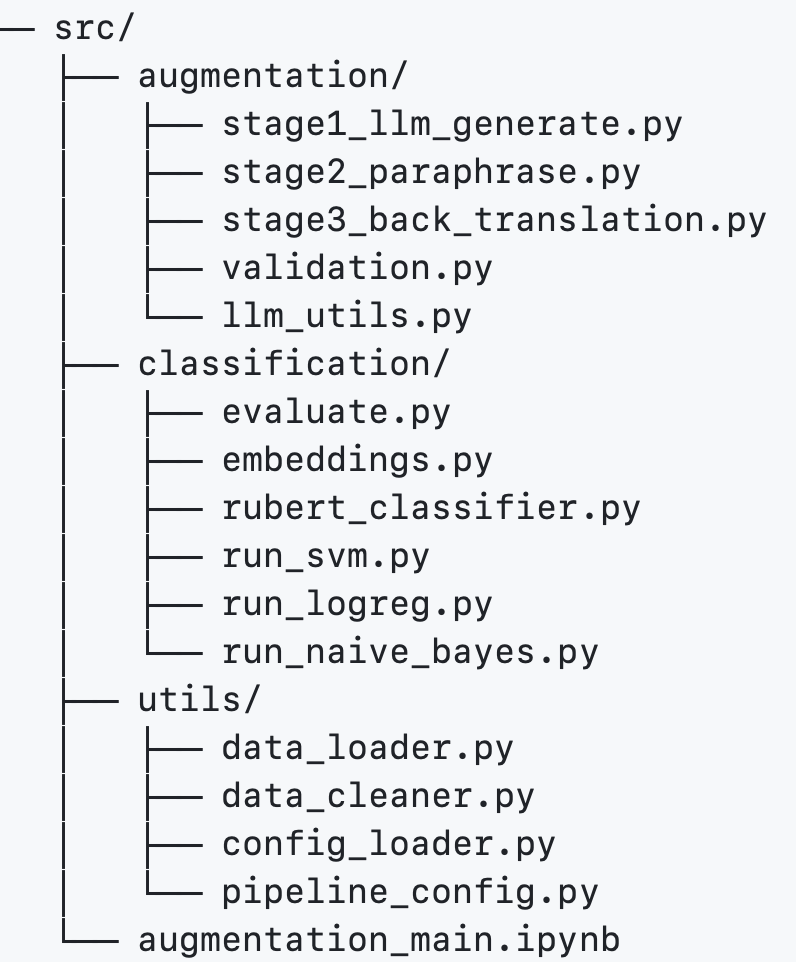 ── src/
├── augmentation/
│   ├── stage1_llm_generate.py
│   ├── stage2_paraphrase.py
│   ├── stage3_back_translation.py
│   ├── validation.py
│   └── llm_utils.py
├── classification/
│   ├── evaluate.py
│   ├── embeddings.py
│   ├── rubert_classifier.py
│   ├── run_svm.py
│   ├── run_logreg.py
│   └── run_naive_bayes.py
├── utils/
│   ├── data_loader.py
│   ├── data_cleaner.py
│   ├── config_loader.py
│   └── pipeline_config.py
└── augmentation_main.ipynb